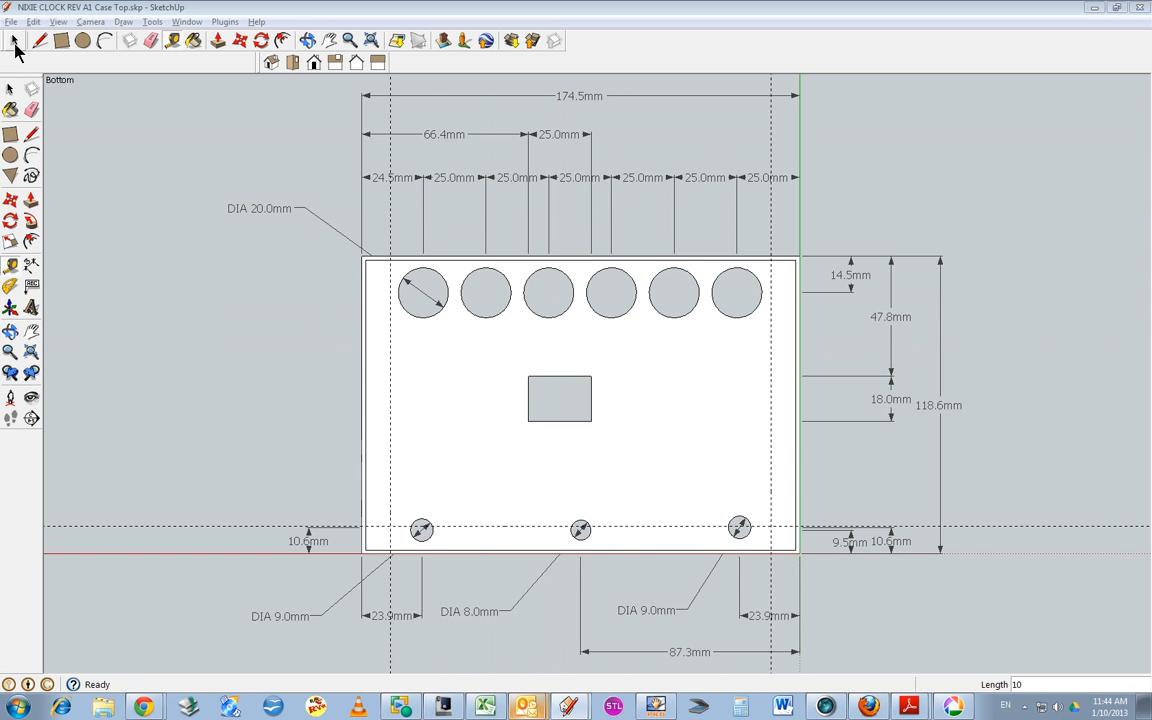 NIXIE CLOCK REV A1 Case Top.skp - SketchUp
File Edit View Camera Draw Tools Window Plugins Help
Bottom
174.5mm
66.4mm 25.0mm
24.5mm 25.0mm 25.0mm 25.0mm 25.0mm 25.0mm 25.0mm
DIA 20.0mm
14.5mm
47.8mm
18.0mm
118.6mm
10.6mm
9.5mm 10.6mm
DIA 9.0mm 23.9mm DIA 8.0mm DIA 9.0mm 23.9mm
87.3mm
Ready
Length 10
STL
EN
11:44 AM
1/10/2013